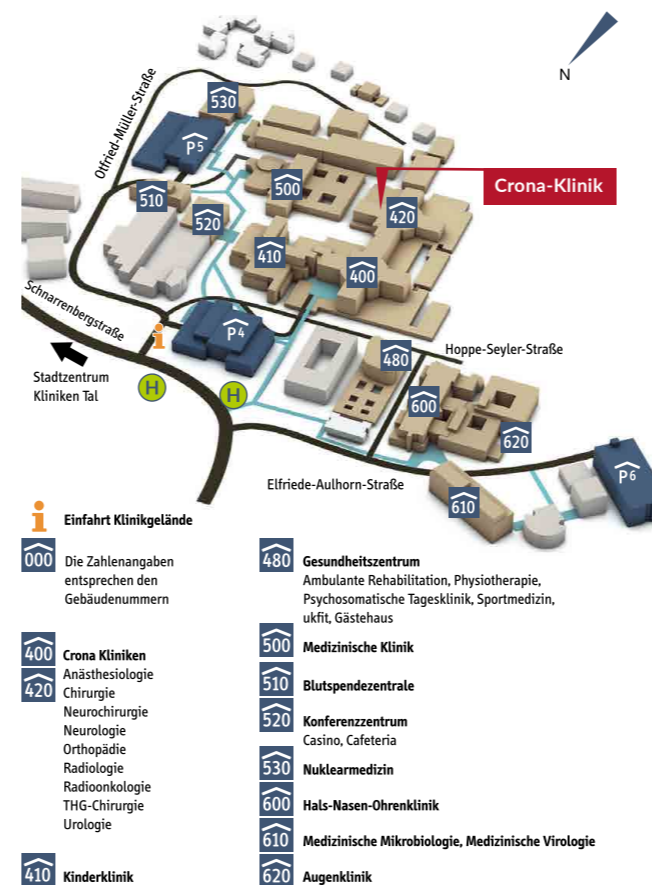 N
530
Otfried-Müller-Straße
P5
Crona-Klinik
510
500
420
520
410
400
Schnarrenbergstraße
i
P4
Hoppe-Seyler-Straße
480
Stadtzentrum
Kliniken Tal
H
H
600
620
P6
Elfriede-Aulhorn-Straße
610
i Einfahrt Klinikgelände
000 Die Zahlenangaben
entsprechen den
Gebäudenummern
400 Crona Kliniken
420 Anästhesiologie
Chirurgie
Neurochirurgie
Neurologie
Orthopädie
Radiologie
Radioonkologie
THG-Chirurgie
Urologie
410 Kinderklinik
480 Gesundheitszentrum
Ambulante Rehabilitation, Physiotherapie,
Psychosomatische Tagesklinik, Sportmedizin,
ukfit, Gästehaus
500 Medizinische Klinik
510 Blutspendezentrale
520 Konferenzzentrum
Casino, Cafeteria
530 Nuklearmedizin
600 Hals-Nasen-Ohrenklinik
610 Medizinische Mikrobiologie, Medizinische Virologie
620 Augenklinik